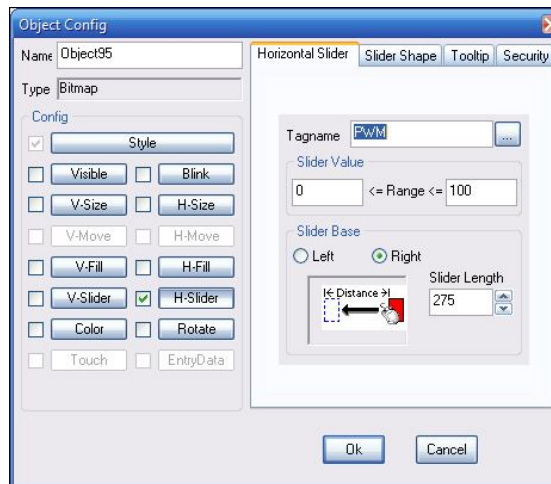 Object Config
Name Object95
Type Bitmap
Config
Style
Visible Blink
V-Size H-Size
V-Move H-Move
V-Fill H-Fill
V-Slider H-Slider
Color Rotate
Touch EntryData
Horizontal Slider Slider Shape Tooltip Security
Tagname PWM ...
Slider Value
0 <= Range <= 100
Slider Base
Left Right
Slider Length
Distance
275
Ok Cancel